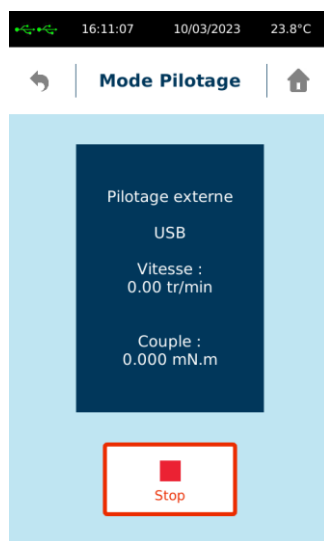 16:11:07 10/03/2023 23.8°C
Mode Pilotage
Pilotage externe
USB
Vitesse :
0.00 tr/min
Couple :
0.000 mN.m
Stop